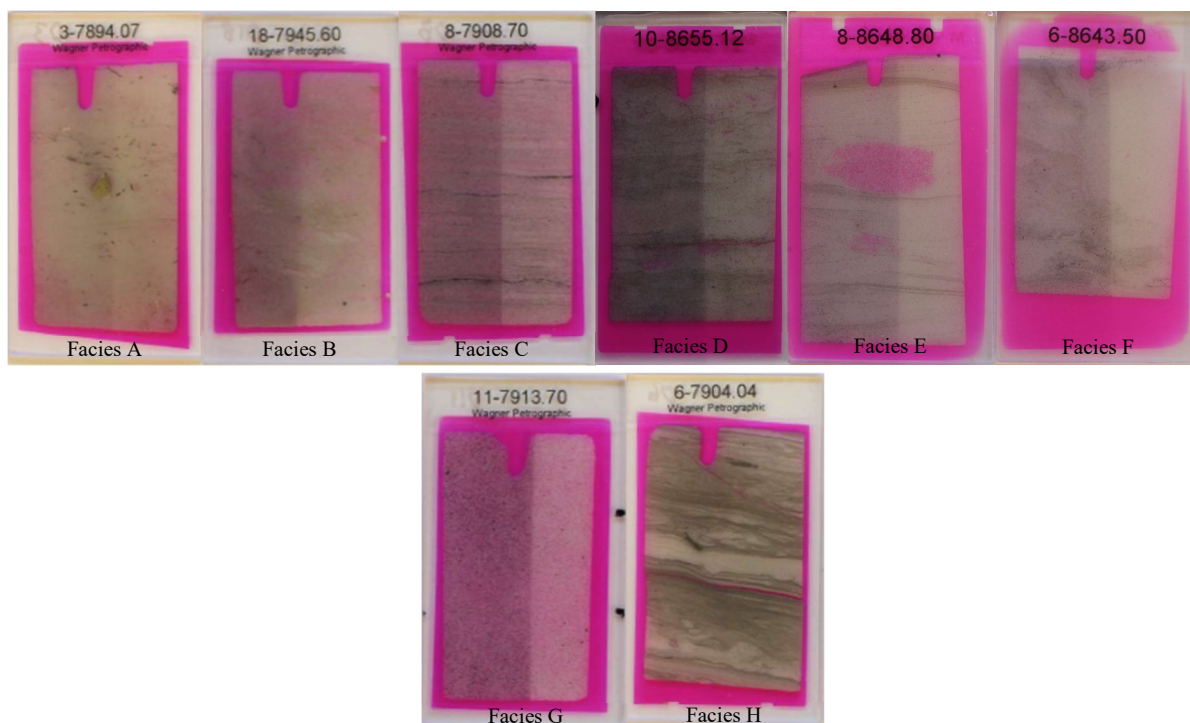 3-7894.07
Wagner Petrographic
Facies A
18-7945.60
Wagner Petrographic
Facies B
8-7908.70
Wagner Petrographic
Facies C
10-8655.12
Facies D
8-8648.80
Facies E
6-8643.50
Facies F
11-7913.70
Wagner Petrographic
Facies G
6-7904.04
Wagner Petrographic
Facies H